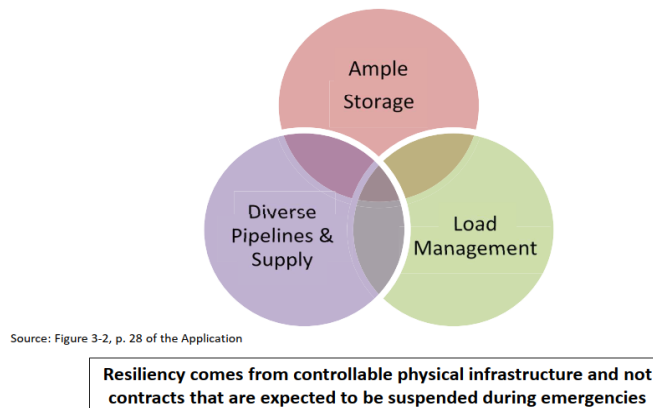 Ample
Storage
Diverse
Pipelines &
Supply
Load
Management
Source: Figure 3-2, p. 28 of the Application
Resiliency comes from controllable physical infrastructure and not
contracts that are expected to be suspended during emergencies